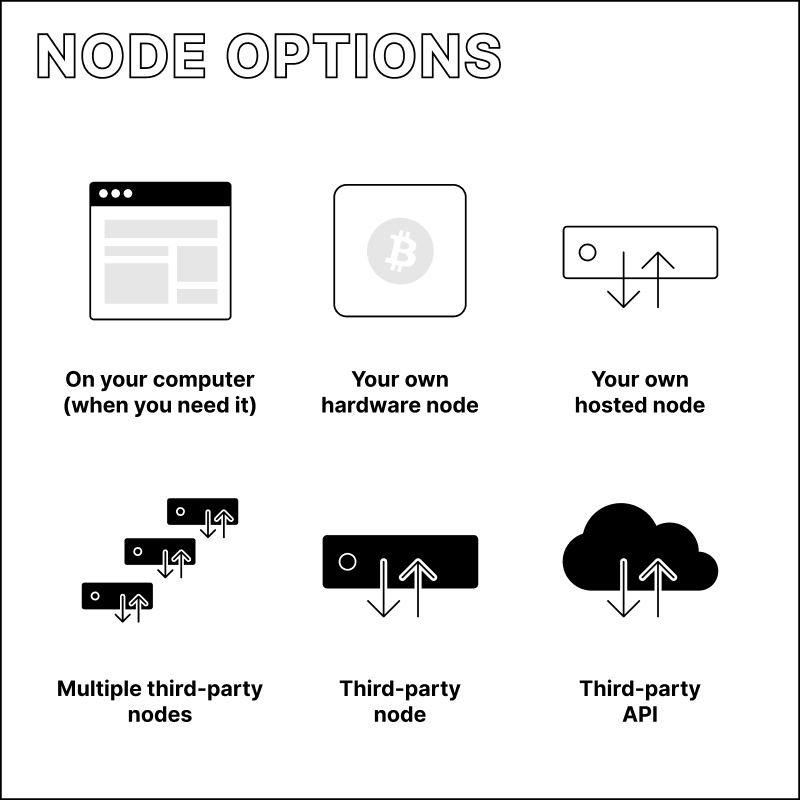 NODE OPTIONS
On your computer
(when you need it)
Your own
hardware node
Your own
hosted node
Multiple third-party
nodes
Third-party
node
Third-party
API